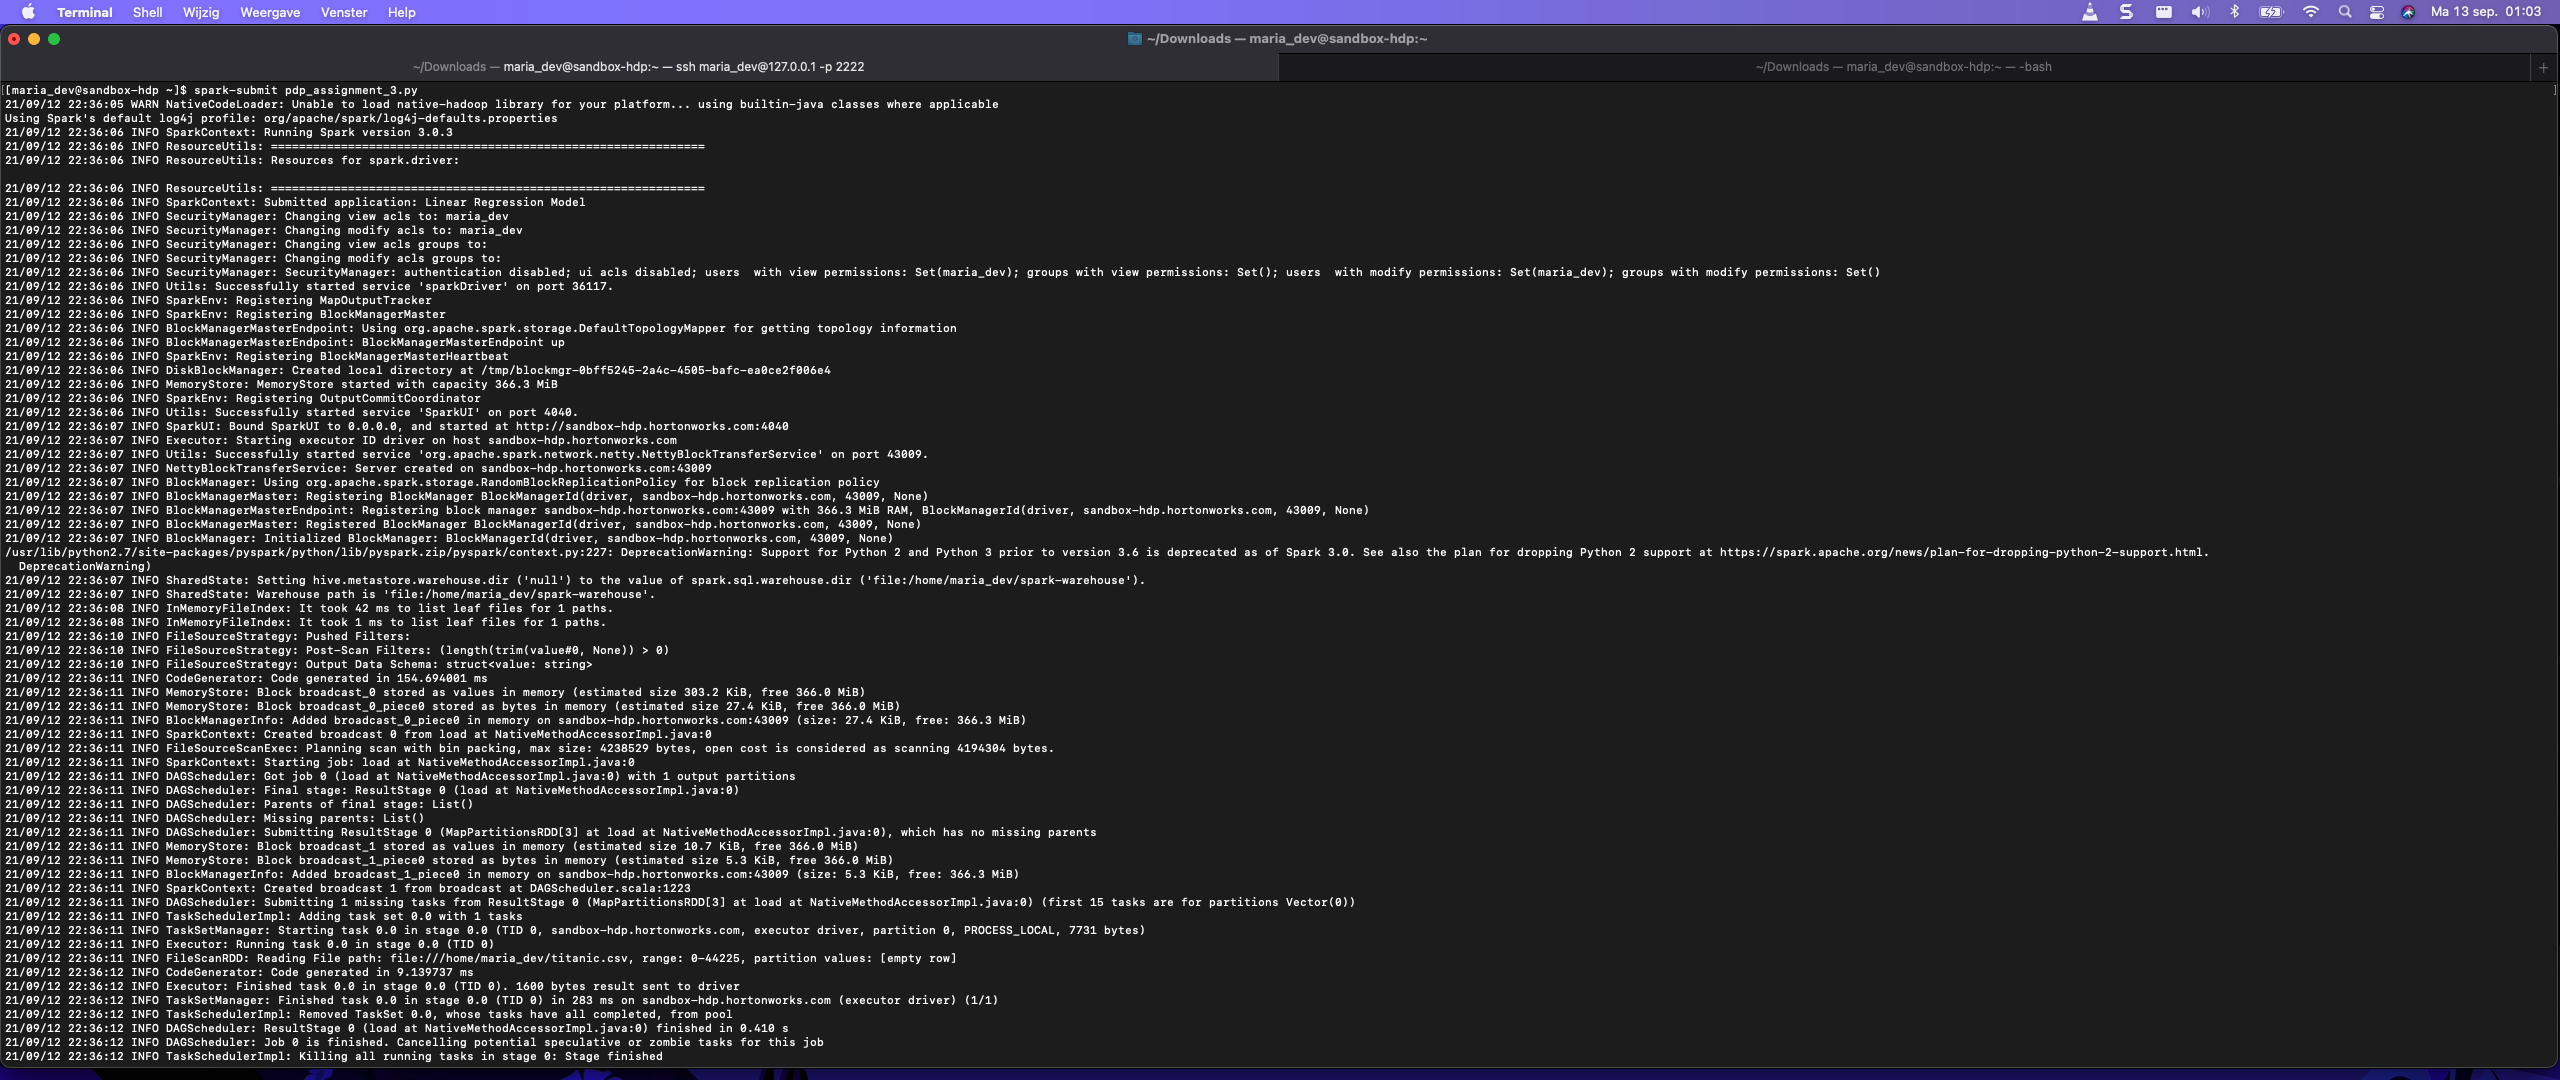 Terminal Shell Wijzig Weergave Venster Help Ma 13 sep. 01:03
~/Downloads — maria_dev@sandbox-hdp:~
~/Downloads — maria_dev@sandbox-hdp:~ — ssh maria_dev@127.0.0.1 -p 2222 ~/Downloads — maria_dev@sandbox-hdp:~ — -bash +
[[maria_dev@sandbox-hdp ~]$ spark-submit pdp_assignment_3.py ]
21/09/12 22:36:05 WARN NativeCodeLoader: Unable to load native-hadoop library for your platform... using builtin-java classes where applicable
Using Spark's default log4j profile: org/apache/spark/log4j-defaults.properties
21/09/12 22:36:06 INFO SparkContext: Running Spark version 3.0.3
21/09/12 22:36:06 INFO ResourceUtils: ==============================================================
21/09/12 22:36:06 INFO ResourceUtils: Resources for spark.driver:
21/09/12 22:36:06 INFO ResourceUtils: ==============================================================
21/09/12 22:36:06 INFO SparkContext: Submitted application: Linear Regression Model
21/09/12 22:36:06 INFO SecurityManager: Changing view acls to: maria_dev
21/09/12 22:36:06 INFO SecurityManager: Changing modify acls to: maria_dev
21/09/12 22:36:06 INFO SecurityManager: Changing view acls groups to:
21/09/12 22:36:06 INFO SecurityManager: Changing modify acls groups to:
21/09/12 22:36:06 INFO SecurityManager: SecurityManager: authentication disabled; ui acls disabled; users  with view permissions: Set(maria_dev); groups with view permissions: Set(); users  with modify permissions: Set(maria_dev); groups with modify permissions: Set()
21/09/12 22:36:06 INFO Utils: Successfully started service 'sparkDriver' on port 36117.
21/09/12 22:36:06 INFO SparkEnv: Registering MapOutputTracker
21/09/12 22:36:06 INFO SparkEnv: Registering BlockManagerMaster
21/09/12 22:36:06 INFO BlockManagerMasterEndpoint: Using org.apache.spark.storage.DefaultTopologyMapper for getting topology information
21/09/12 22:36:06 INFO BlockManagerMasterEndpoint: BlockManagerMasterEndpoint up
21/09/12 22:36:06 INFO SparkEnv: Registering BlockManagerMasterHeartbeat
21/09/12 22:36:06 INFO DiskBlockManager: Created local directory at /tmp/blockmgr-0bff5245-2a4c-4505-bafc-ea0ce2f006e4
21/09/12 22:36:06 INFO MemoryStore: MemoryStore started with capacity 366.3 MiB
21/09/12 22:36:06 INFO SparkEnv: Registering OutputCommitCoordinator
21/09/12 22:36:06 INFO Utils: Successfully started service 'SparkUI' on port 4040.
21/09/12 22:36:07 INFO SparkUI: Bound SparkUI to 0.0.0.0, and started at http://sandbox-hdp.hortonworks.com:4040
21/09/12 22:36:07 INFO Executor: Starting executor ID driver on host sandbox-hdp.hortonworks.com
21/09/12 22:36:07 INFO Utils: Successfully started service 'org.apache.spark.network.netty.NettyBlockTransferService' on port 43009.
21/09/12 22:36:07 INFO NettyBlockTransferService: Server created on sandbox-hdp.hortonworks.com:43009
21/09/12 22:36:07 INFO BlockManager: Using org.apache.spark.storage.RandomBlockReplicationPolicy for block replication policy
21/09/12 22:36:07 INFO BlockManagerMaster: Registering BlockManager BlockManagerId(driver, sandbox-hdp.hortonworks.com, 43009, None)
21/09/12 22:36:07 INFO BlockManagerMasterEndpoint: Registering block manager sandbox-hdp.hortonworks.com:43009 with 366.3 MiB RAM, BlockManagerId(driver, sandbox-hdp.hortonworks.com, 43009, None)
21/09/12 22:36:07 INFO BlockManagerMaster: Registered BlockManager BlockManagerId(driver, sandbox-hdp.hortonworks.com, 43009, None)
21/09/12 22:36:07 INFO BlockManager: Initialized BlockManager: BlockManagerId(driver, sandbox-hdp.hortonworks.com, 43009, None)
/usr/lib/python2.7/site-packages/pyspark/python/lib/pyspark.zip/pyspark/context.py:227: DeprecationWarning: Support for Python 2 and Python 3 prior to version 3.6 is deprecated as of Spark 3.0. See also the plan for dropping Python 2 support at https://spark.apache.org/news/plan-for-dropping-python-2-support.html.
  DeprecationWarning)
21/09/12 22:36:07 INFO SharedState: Setting hive.metastore.warehouse.dir ('null') to the value of spark.sql.warehouse.dir ('file:/home/maria_dev/spark-warehouse').
21/09/12 22:36:07 INFO SharedState: Warehouse path is 'file:/home/maria_dev/spark-warehouse'.
21/09/12 22:36:08 INFO InMemoryFileIndex: It took 42 ms to list leaf files for 1 paths.
21/09/12 22:36:08 INFO InMemoryFileIndex: It took 1 ms to list leaf files for 1 paths.
21/09/12 22:36:10 INFO FileSourceStrategy: Pushed Filters:
21/09/12 22:36:10 INFO FileSourceStrategy: Post-Scan Filters: (length(trim(value#0, None)) > 0)
21/09/12 22:36:10 INFO FileSourceStrategy: Output Data Schema: struct<value: string>
21/09/12 22:36:11 INFO CodeGenerator: Code generated in 154.694001 ms
21/09/12 22:36:11 INFO MemoryStore: Block broadcast_0 stored as values in memory (estimated size 303.2 KiB, free 366.0 MiB)
21/09/12 22:36:11 INFO MemoryStore: Block broadcast_0_piece0 stored as bytes in memory (estimated size 27.4 KiB, free 366.0 MiB)
21/09/12 22:36:11 INFO BlockManagerInfo: Added broadcast_0_piece0 in memory on sandbox-hdp.hortonworks.com:43009 (size: 27.4 KiB, free: 366.3 MiB)
21/09/12 22:36:11 INFO SparkContext: Created broadcast 0 from load at NativeMethodAccessorImpl.java:0
21/09/12 22:36:11 INFO FileSourceScanExec: Planning scan with bin packing, max size: 4238529 bytes, open cost is considered as scanning 4194304 bytes.
21/09/12 22:36:11 INFO SparkContext: Starting job: load at NativeMethodAccessorImpl.java:0
21/09/12 22:36:11 INFO DAGScheduler: Got job 0 (load at NativeMethodAccessorImpl.java:0) with 1 output partitions
21/09/12 22:36:11 INFO DAGScheduler: Final stage: ResultStage 0 (load at NativeMethodAccessorImpl.java:0)
21/09/12 22:36:11 INFO DAGScheduler: Parents of final stage: List()
21/09/12 22:36:11 INFO DAGScheduler: Missing parents: List()
21/09/12 22:36:11 INFO DAGScheduler: Submitting ResultStage 0 (MapPartitionsRDD[3] at load at NativeMethodAccessorImpl.java:0), which has no missing parents
21/09/12 22:36:11 INFO MemoryStore: Block broadcast_1 stored as values in memory (estimated size 10.7 KiB, free 366.0 MiB)
21/09/12 22:36:11 INFO MemoryStore: Block broadcast_1_piece0 stored as bytes in memory (estimated size 5.3 KiB, free 366.0 MiB)
21/09/12 22:36:11 INFO BlockManagerInfo: Added broadcast_1_piece0 in memory on sandbox-hdp.hortonworks.com:43009 (size: 5.3 KiB, free: 366.3 MiB)
21/09/12 22:36:11 INFO SparkContext: Created broadcast 1 from broadcast at DAGScheduler.scala:1223
21/09/12 22:36:11 INFO DAGScheduler: Submitting 1 missing tasks from ResultStage 0 (MapPartitionsRDD[3] at load at NativeMethodAccessorImpl.java:0) (first 15 tasks are for partitions Vector(0))
21/09/12 22:36:11 INFO TaskSchedulerImpl: Adding task set 0.0 with 1 tasks
21/09/12 22:36:11 INFO TaskSetManager: Starting task 0.0 in stage 0.0 (TID 0, sandbox-hdp.hortonworks.com, executor driver, partition 0, PROCESS_LOCAL, 7731 bytes)
21/09/12 22:36:11 INFO Executor: Running task 0.0 in stage 0.0 (TID 0)
21/09/12 22:36:11 INFO FileScanRDD: Reading File path: file:///home/maria_dev/titanic.csv, range: 0-44225, partition values: [empty row]
21/09/12 22:36:12 INFO CodeGenerator: Code generated in 9.139737 ms
21/09/12 22:36:12 INFO Executor: Finished task 0.0 in stage 0.0 (TID 0). 1600 bytes result sent to driver
21/09/12 22:36:12 INFO TaskSetManager: Finished task 0.0 in stage 0.0 (TID 0) in 283 ms on sandbox-hdp.hortonworks.com (executor driver) (1/1)
21/09/12 22:36:12 INFO TaskSchedulerImpl: Removed TaskSet 0.0, whose tasks have all completed, from pool
21/09/12 22:36:12 INFO DAGScheduler: ResultStage 0 (load at NativeMethodAccessorImpl.java:0) finished in 0.410 s
21/09/12 22:36:12 INFO DAGScheduler: Job 0 is finished. Cancelling potential speculative or zombie tasks for this job
21/09/12 22:36:12 INFO TaskSchedulerImpl: Killing all running tasks in stage 0: Stage finished